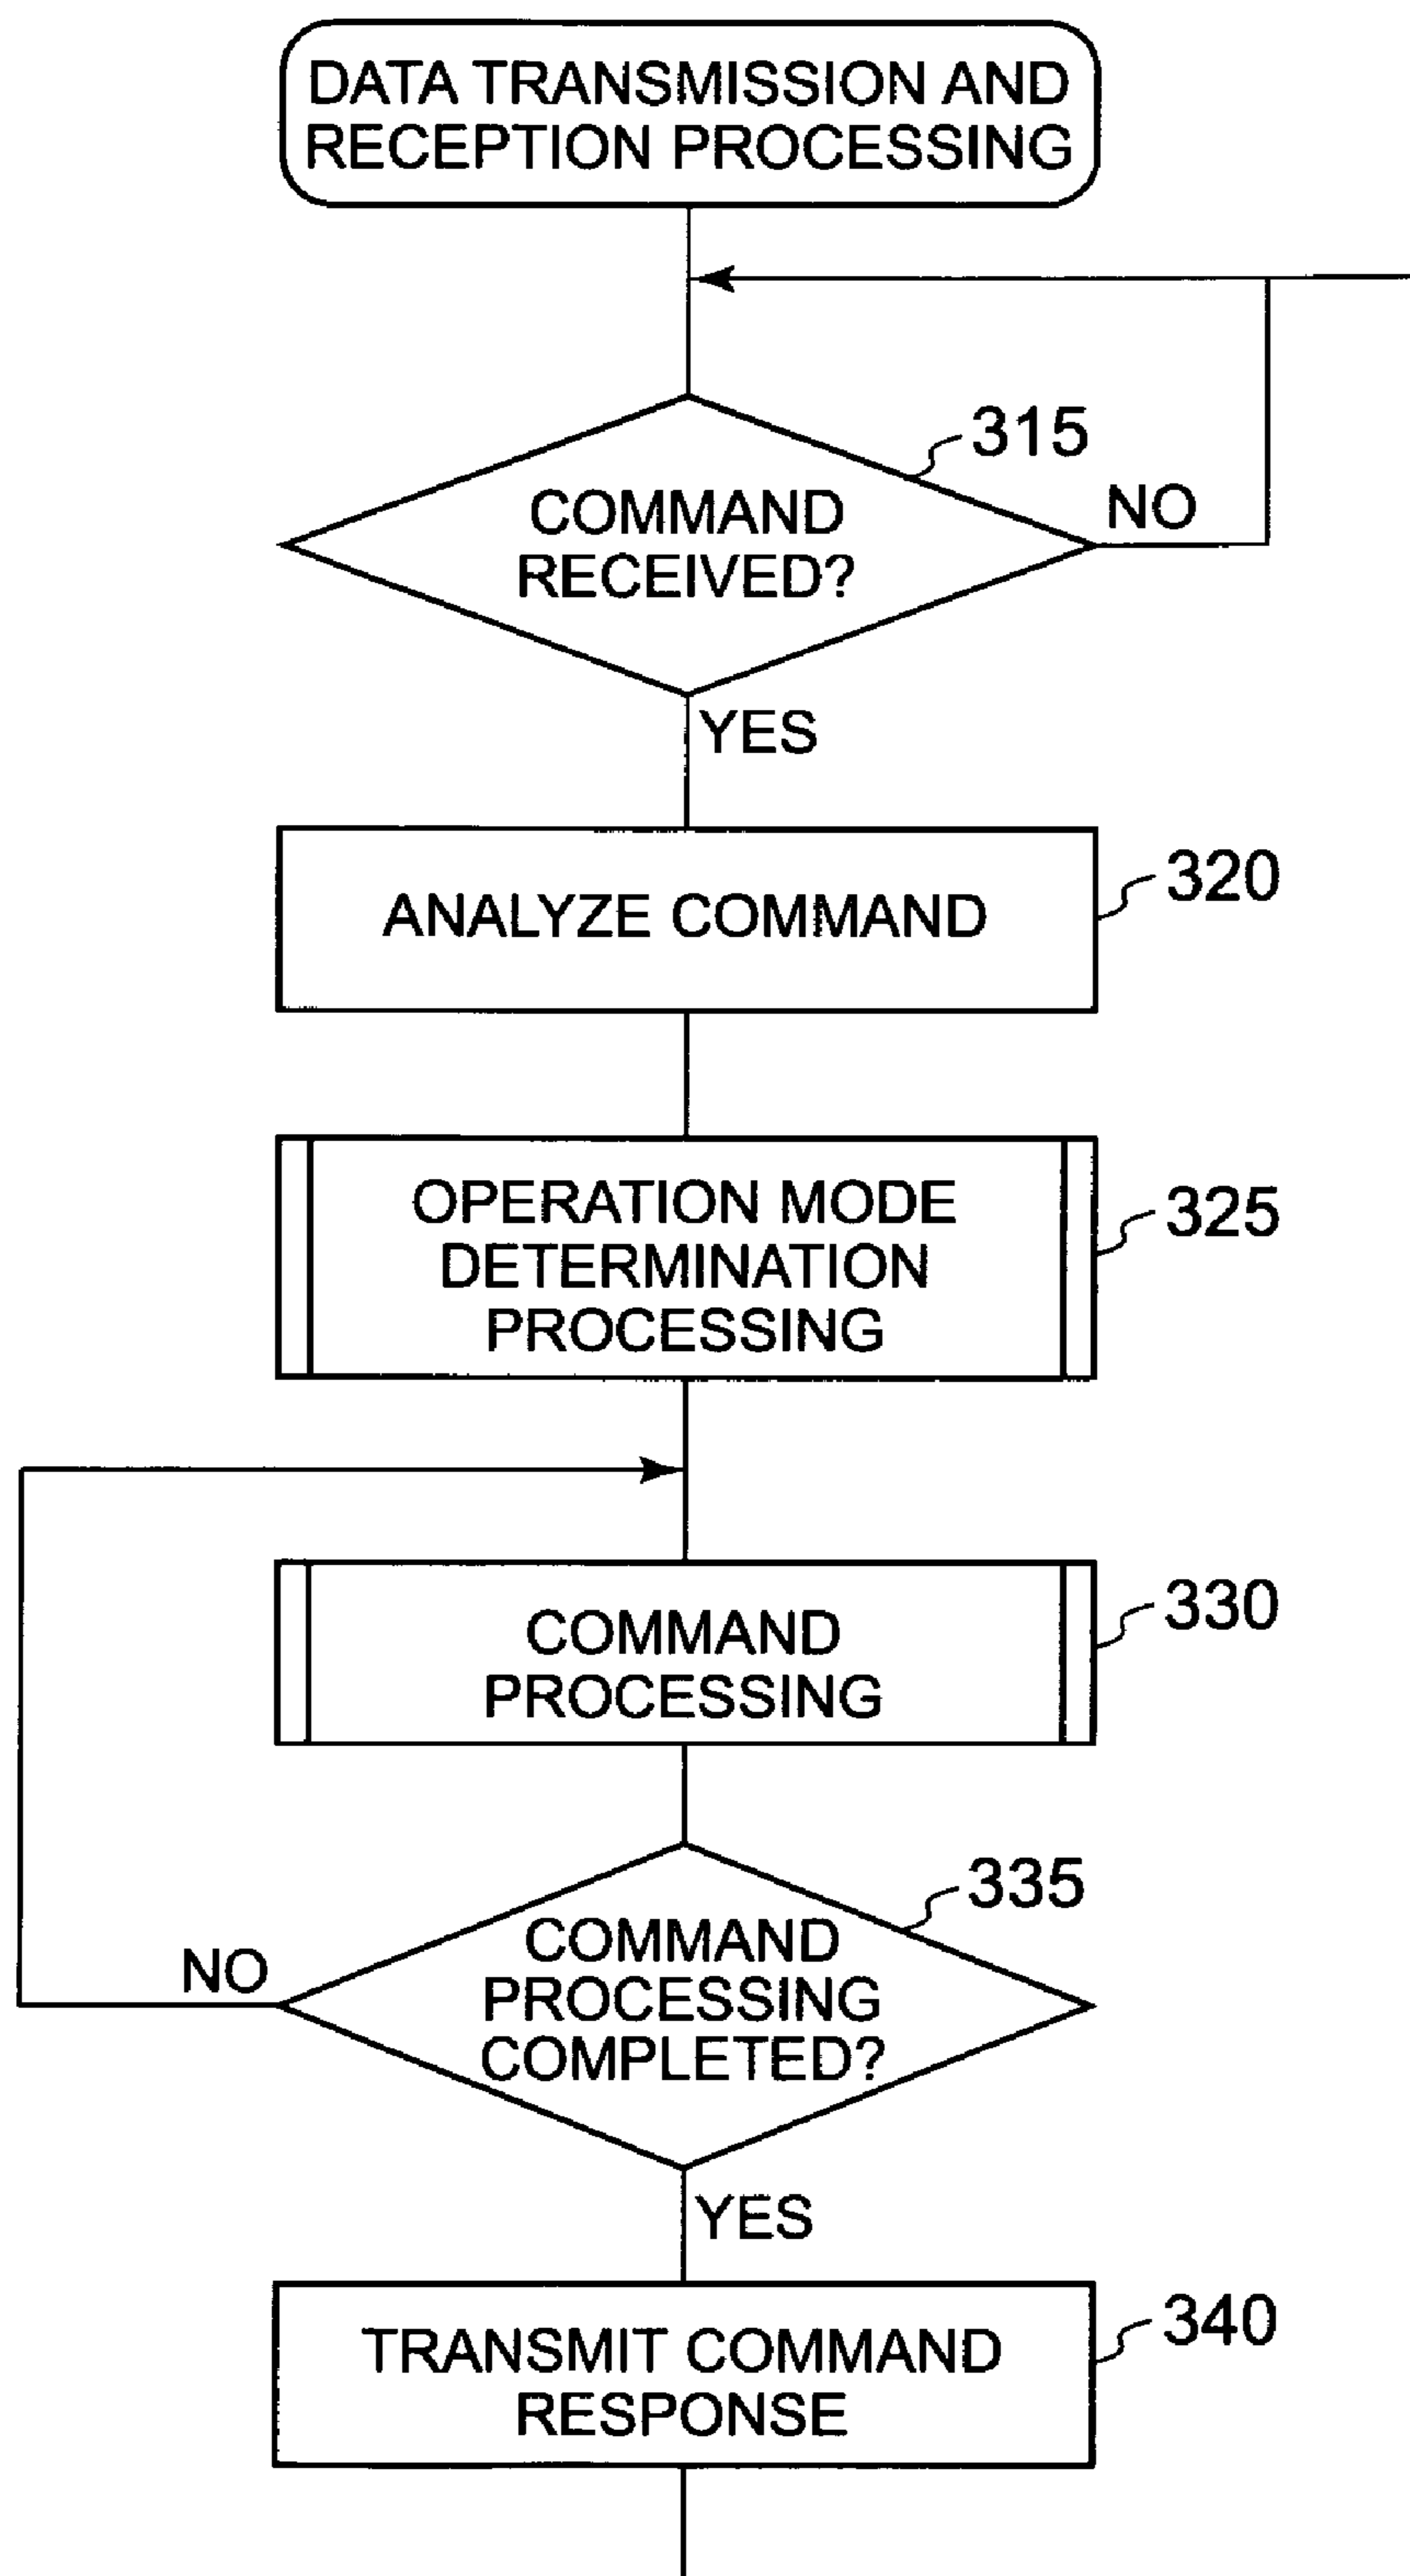 DATA TRANSMISSION AND
RECEPTION PROCESSING
315
COMMAND
RECEIVED?
NO
YES
ANALYZE COMMAND
320
OPERATION MODE
DETERMINATION
PROCESSING
325
COMMAND
PROCESSING
330
335
COMMAND
PROCESSING
COMPLETED?
NO
YES
TRANSMIT COMMAND
RESPONSE
340